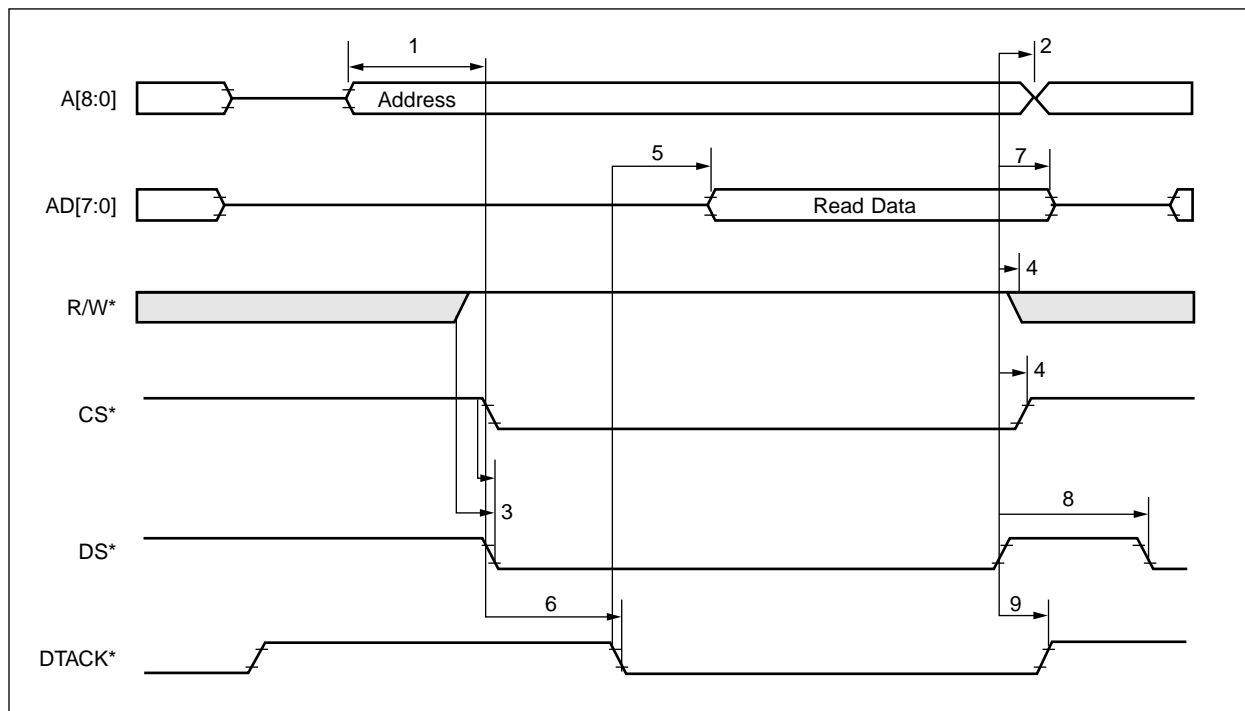 1
2
A[8:0]
Address
5
7
AD[7:0]
Read Data
4
R/W*
4
CS*
3
8
DS*
6
9
DTACK*